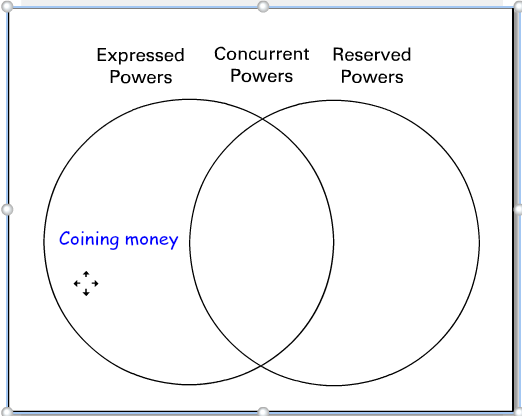 Expressed
Powers
Concurrent
Powers
Reserved
Powers
Coining money